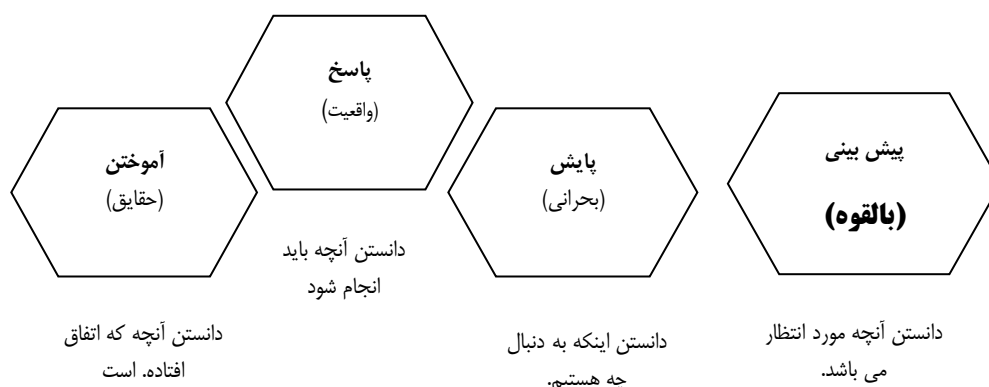 پاسخ
(واقعیت)
آموختن
(حقایق)
پایش
(بحرانی)
پیش بینی
(بالقوه)
دانستن آنچه باید
انجام شود
دانستن آنچه که اتفاق
افتاده. است
دانستن اینکه به دنبال
چه هستیم.
دانستن آنچه مورد انتظار
می باشد.